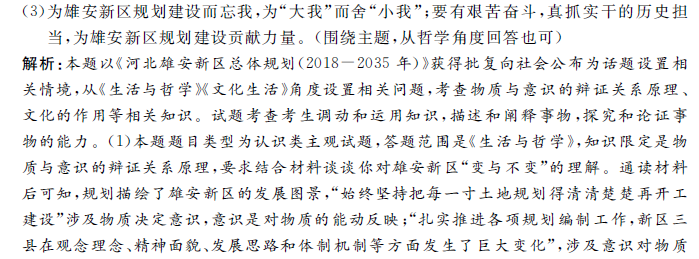 (3)为雄安新区规划建设而忘我,为“大我”而舍“小我”;要有艰苦奋斗,真抓实干的历史担
当,为雄安新区规划建设贡献力量。(围绕主题,从哲学角度回答也可)
解析:本题以《河北雄安新区总体规划(2018—2035 年)》获得批复向社会公布为话题设置相
关情境,从《生活与哲学》《文化生活》角度设置相关问题,考查物质与意识的辩证关系原理、
文化的作用等相关知识。试题考查考生调动和运用知识,描述和阐释事物,探究和论证事
物的能力。(1)本题题目类型为认识类主观试题,答题范围是《生活与哲学》,知识限定是物
质与意识的辩证关系原理,要求结合材料谈谈你对雄安新区“变与不变”的理解。通读材料
后可知,规划描绘了雄安新区的发展图景,“始终坚持把每一寸土地规划得清清楚楚再开工
建设”涉及物质决定意识,意识是对物质的能动反映;“扎实推进各项规划编制工作,新区三
县在观念理念、精神面貌、发展思路和体制机制等方面发生了巨大变化”,涉及意识对物质